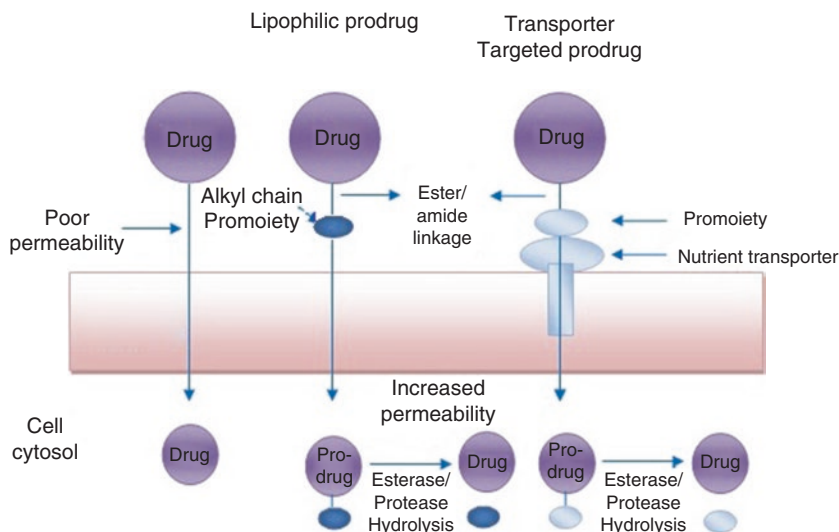 Lipophilic prodrug
Transporter
Targeted prodrug
Drug
Drug
Drug
Poor
permeability
Alkyl chain
Promoiety
Ester/
amide
linkage
Promoiety
Nutrient transporter
Increased
permeability
Cell
cytosol
Drug
Pro-
drug
Esterase/
Protease
Hydrolysis
Drug
Pro-
drug
Esterase/
Protease
Hydrolysis
Drug